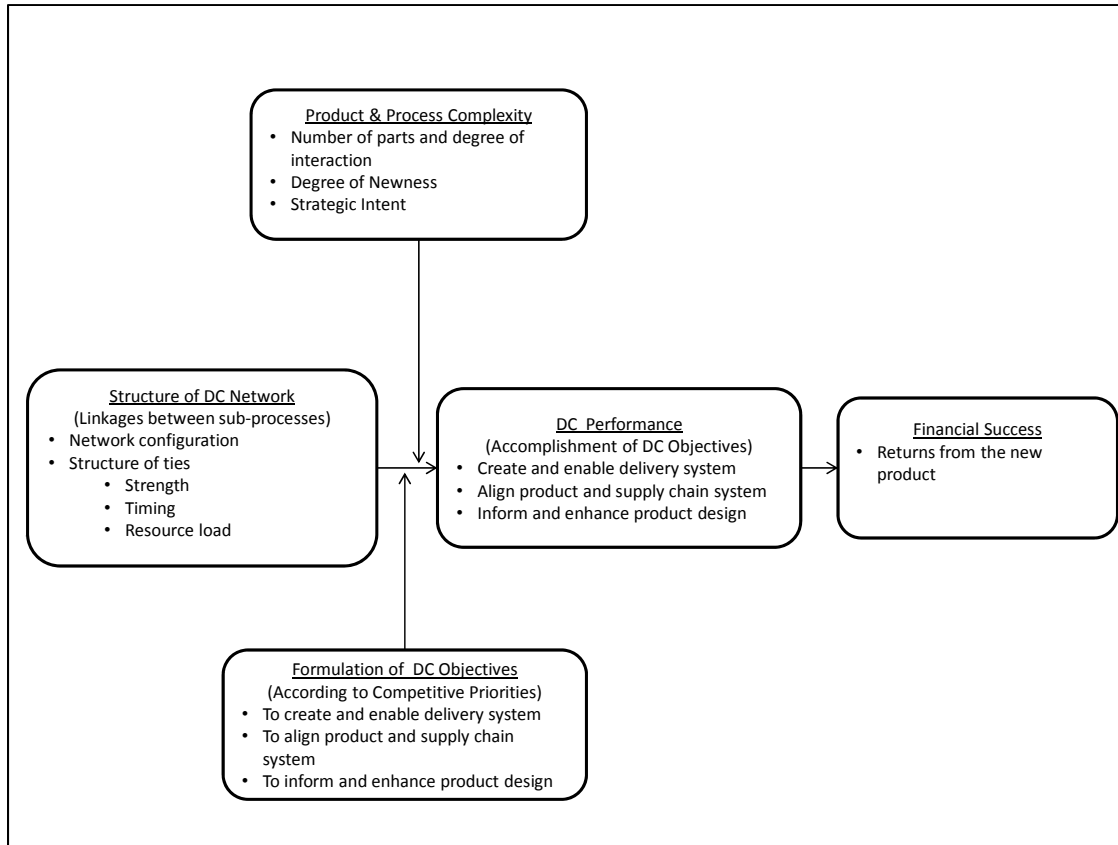 Product & Process Complexity
• Number of parts and degree of
interaction
• Degree of Newness
• Strategic Intent
Structure of DC Network
(Linkages between sub-processes)
• Network configuration
• Structure of ties
• Strength
• Timing
• Resource load
DC  Performance
(Accomplishment of DC Objectives)
• Create and enable delivery system
• Align product and supply chain system
• Inform and enhance product design
Financial Success
• Returns from the new
product
Formulation of  DC Objectives
(According to Competitive Priorities)
• To create and enable delivery system
• To align product and supply chain
system
• To inform and enhance product design